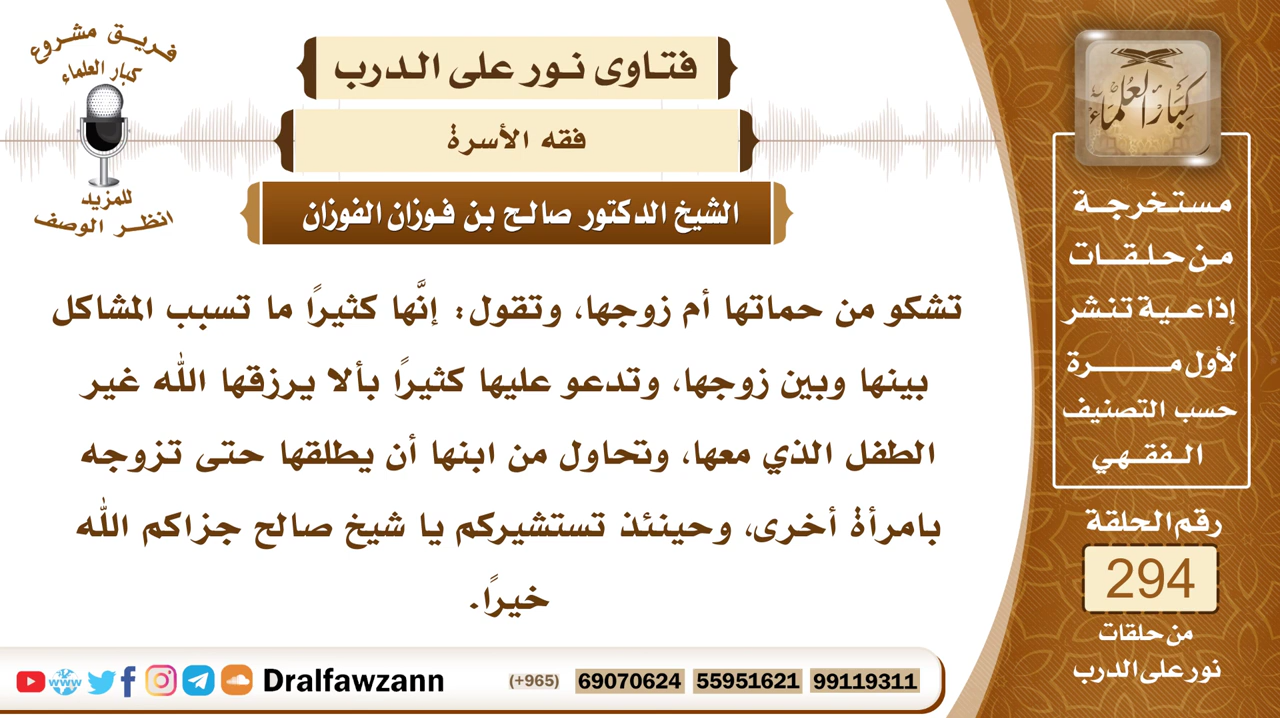 فريق مشروع
كبار العلماء
للمزيد
انظر الوصف
فتاوى نور على الدرب
فقه الأسرة
الشيخ الدكتور صالح بن فوزان الفوزان
تشكو من حماتها أم زوجها، وتقول: إنَّها كثيرًا ما تسبب المشاكل
بينها وبين زوجها، وتدعو عليها كثيرًا بألا يرزقها الله غير
الطفل الذي معها، وتحاول من ابنها أن يطلقها حتى تزوجه
بامرأة أخرى، وحينئذ تستشيركم يا شيخ صالح جزاكم الله
خيرًا.
كبار العلماء
مستخرجة
من حلقات
إذاعية تنشر
لأول مرة
حسب التصنيف
الفقهي
رقم الحلقة
294
من حلقات
نور على الدرب
www Dralfawzann (+965) 69070624 55951621 99119311